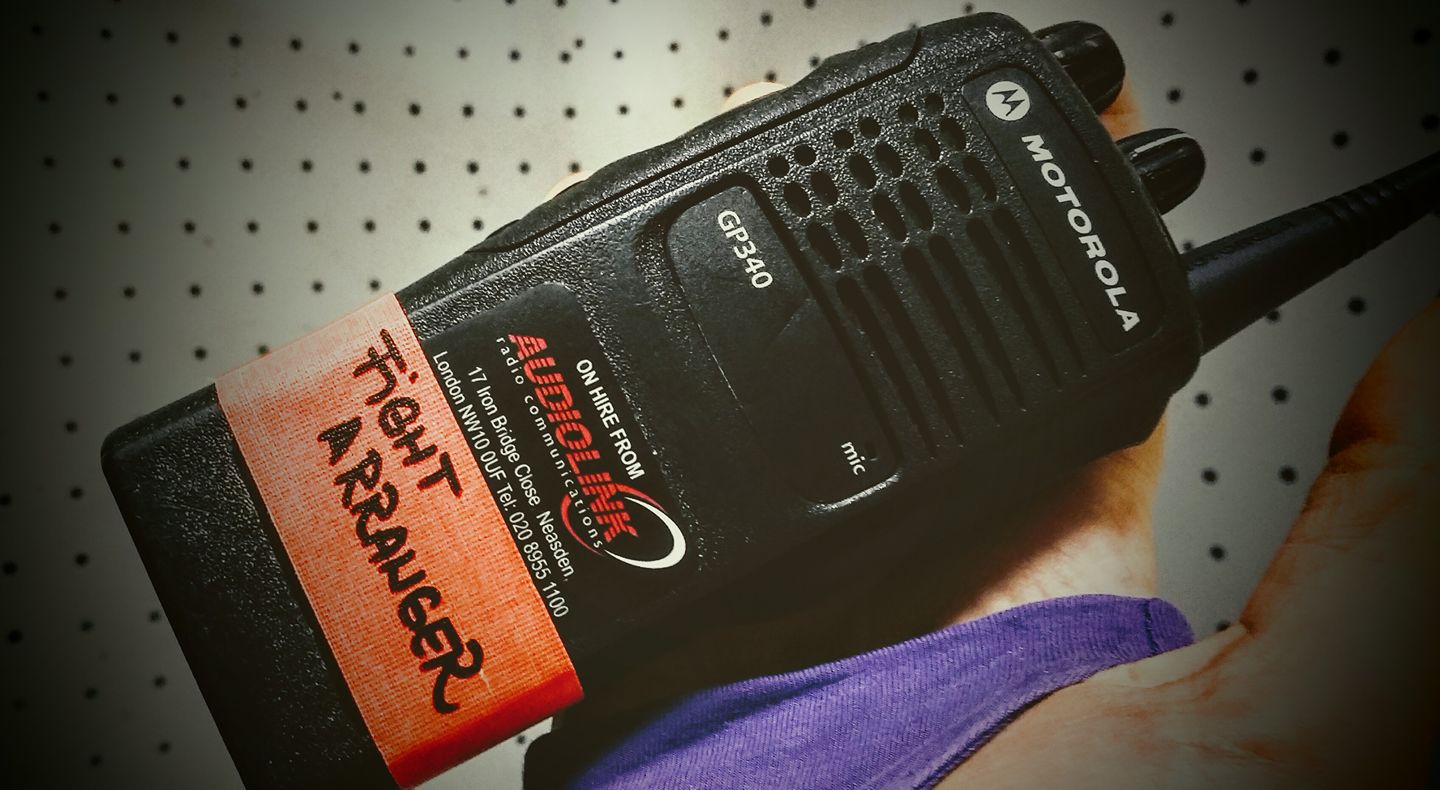 MOTOROLA
GP340
mic
ON HIRE FROM
AUDIOLINK
radio communications
17 Iron Bridge Close, Neasden,
London NW10 0UF Tel: 020 8955 1100
FiGHT
ARRANGER